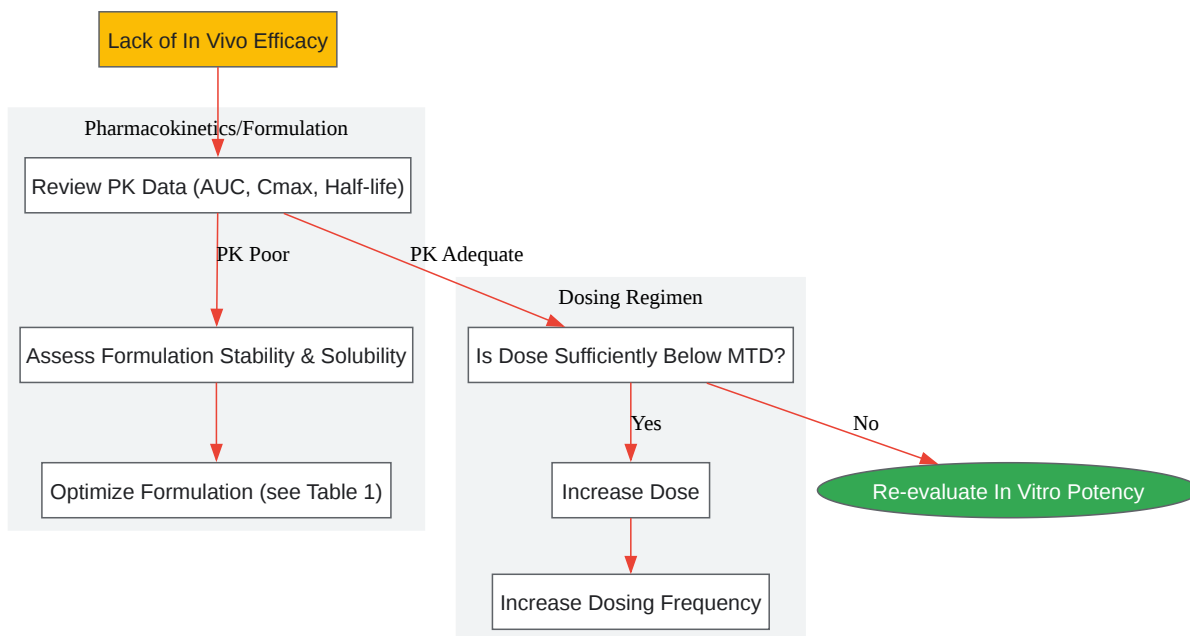 Lack of In Vivo Efficacy
Pharmacokinetics/Formulation
Review PK Data (AUC, Cmax, Half-life)
PK Poor
PK Adequate
Dosing Regimen
Assess Formulation Stability & Solubility
Is Dose Sufficiently Below MTD?
Yes
No
Optimize Formulation (see Table 1)
Increase Dose
Re-evaluate In Vitro Potency
Increase Dosing Frequency